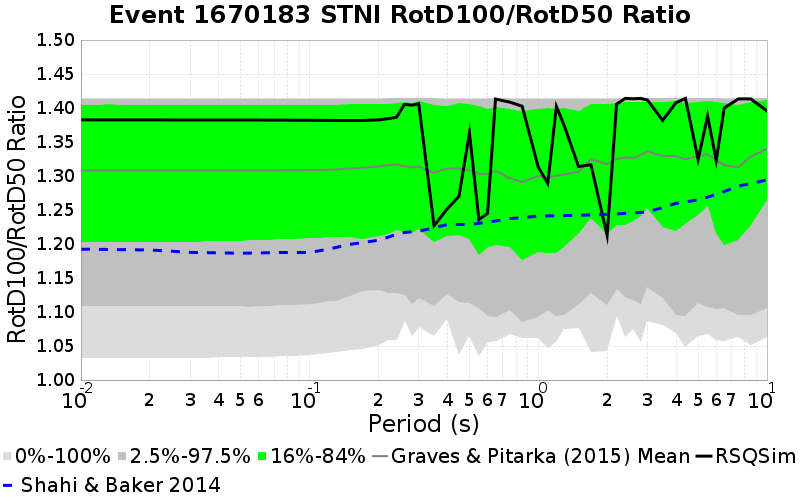 Event 1670183 STNI RotD100/RotD50 Ratio
RotD100/RotD50 Ratio
1.50
1.45
1.40
1.35
1.30
1.25
1.20
1.15
1.10
1.05
1.00
10^-2 2 3 4 5 6 10^-1 2 3 4 5 6 7 10^0 2 3 4 5 6 7 10^1
Period (s)
0%-100% 2.5%-97.5% 16%-84% Graves & Pitarka (2015) Mean RSQSim
Shahi & Baker 2014